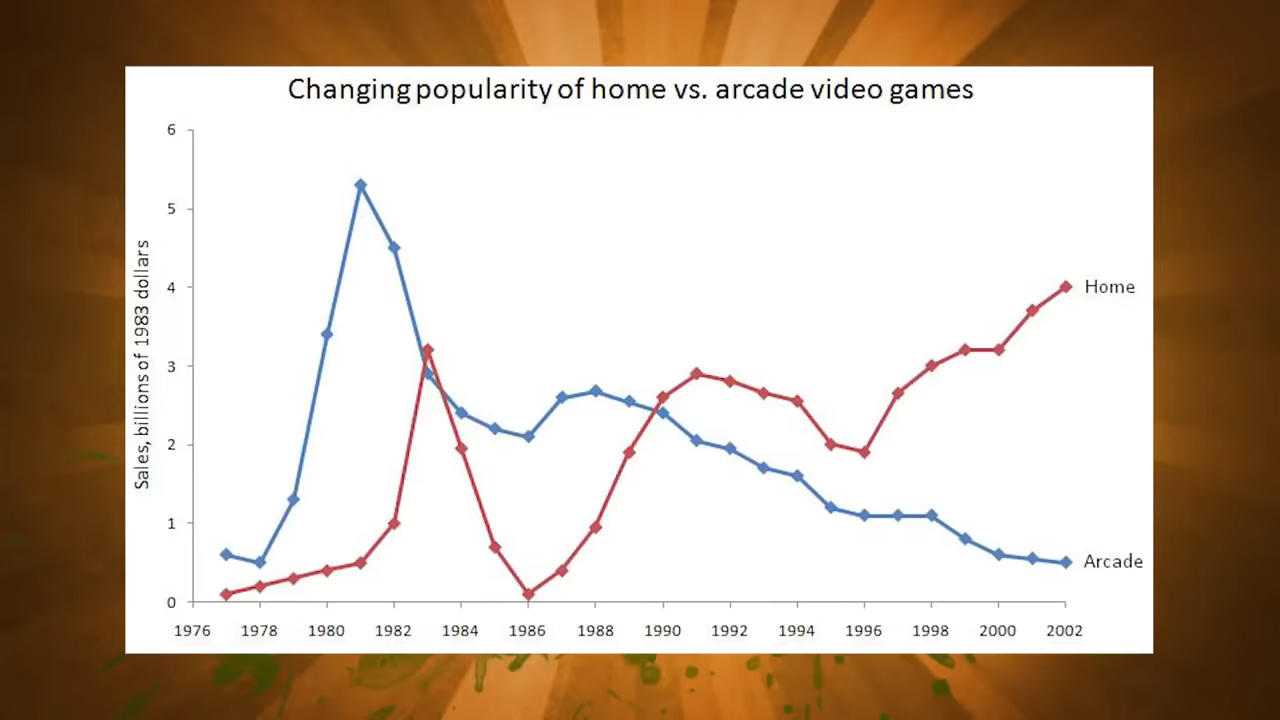 Changing popularity of home vs. arcade video games
Sales, billions of 1983 dollars
6
5
4
3
2
1
0
Home
Arcade
1976 1978 1980 1982 1984 1986 1988 1990 1992 1994 1996 1998 2000 2002